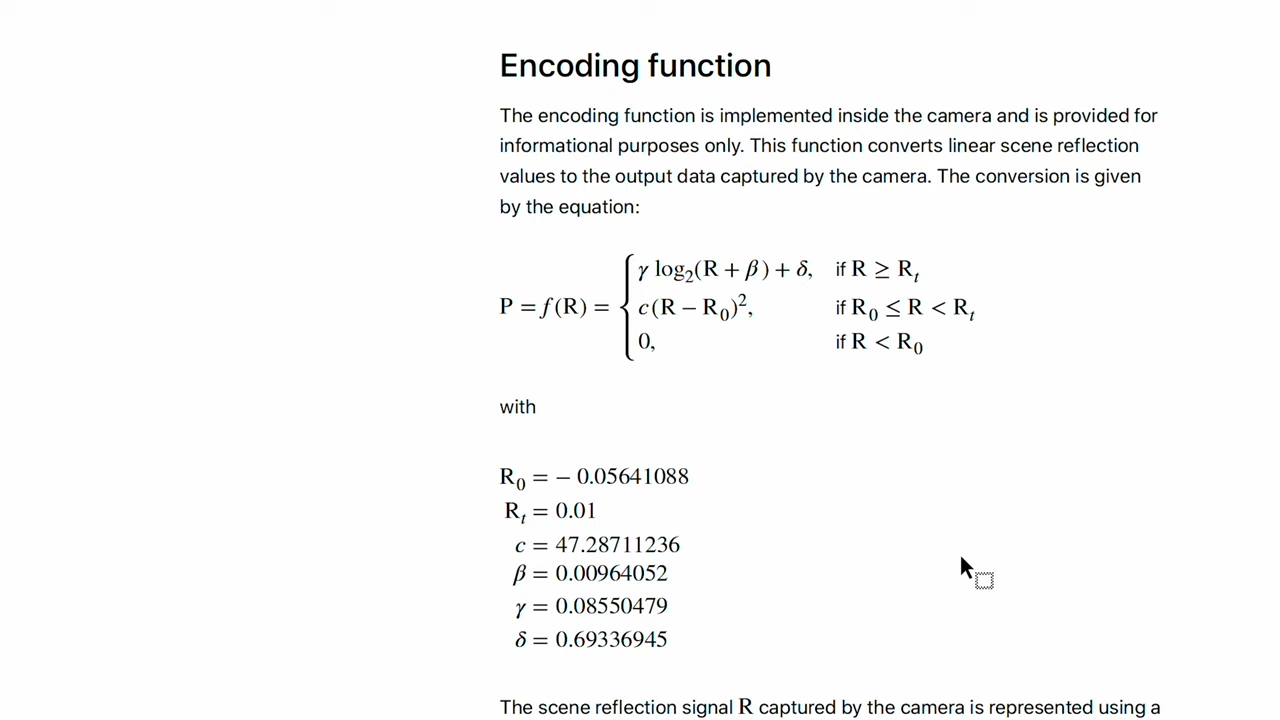 Encoding function
The encoding function is implemented inside the camera and is provided for
informational purposes only. This function converts linear scene reflection
values to the output data captured by the camera. The conversion is given
by the equation:
γ log₂(R + β) + δ, if R ≥ Rₜ
P = f(R) = { c(R − R₀)², if R₀ ≤ R < Rₜ
0, if R < R₀
with
R₀ = − 0.05641088
Rₜ = 0.01
c = 47.28711236
β = 0.00964052
γ = 0.08550479
δ = 0.69336945
The scene reflection signal R captured by the camera is represented using a